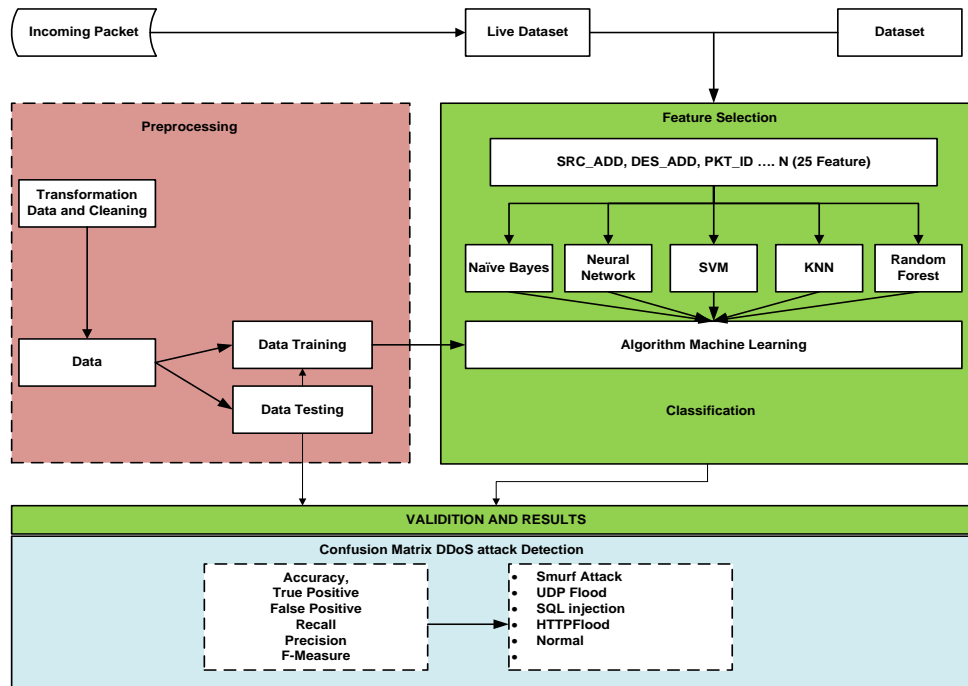 Incoming Packet
Live Dataset
Dataset
Preprocessing
Transformation
Data and Cleaning
Data
Data Training
Data Testing
Feature Selection
SRC_ADD, DES_ADD, PKT_ID .... N (25 Feature)
Naïve Bayes
Neural
Network
SVM
KNN
Random
Forest
Algorithm Machine Learning
Classification
VALIDITION AND RESULTS
Confusion Matrix DDoS attack Detection
Accuracy,
True Positive
False Positive
Recall
Precision
F-Measure
• Smurf Attack
• UDP Flood
• SQL injection
• HTTPFlood
• Normal
•